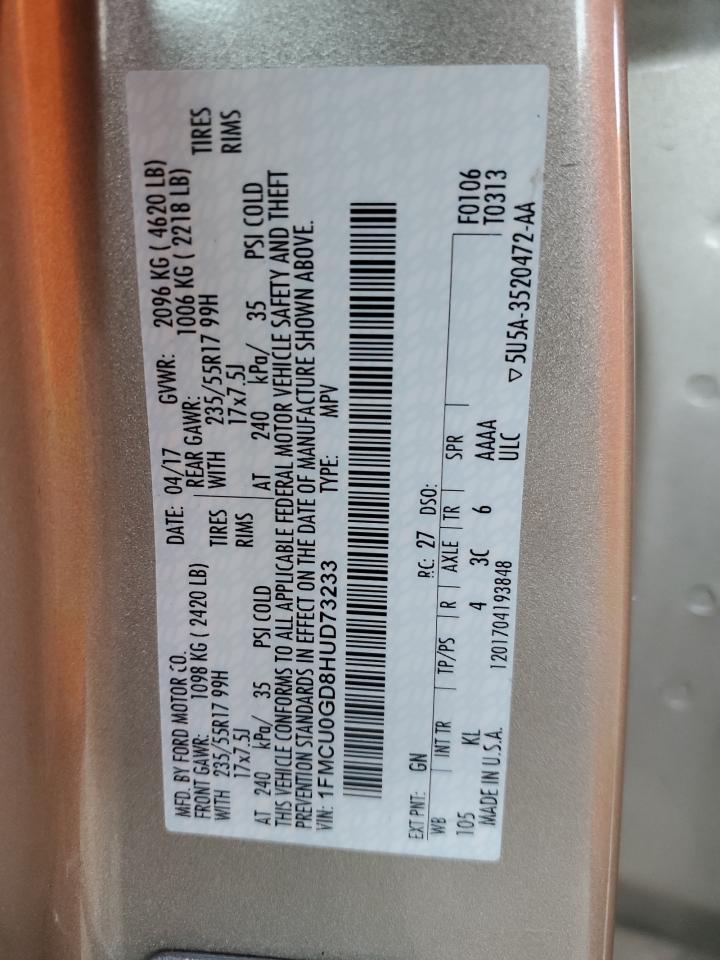 MFD. BY FORD MOTOR CO.   DATE: 04/17   GVWR: 2096 KG ( 4620 LB)
FRONT GAWR: 1098 KG ( 2420 LB)   REAR GAWR: 1006 KG ( 2218 LB)
WITH 235/55R17 99H TIRES   WITH 235/55R17 99H TIRES
17x7.5J RIMS   17x7.5J RIMS
AT 240 kPa/ 35 PSI COLD   AT 240 kPa/ 35 PSI COLD
THIS VEHICLE CONFORMS TO ALL APPLICABLE FEDERAL MOTOR VEHICLE SAFETY AND THEFT
PREVENTION STANDARDS IN EFFECT ON THE DATE OF MANUFACTURE SHOWN ABOVE.
VIN: 1FMCU0GD8HUD73233   TYPE: MPV
EXT PNT: GN   RC: 27 DSO:   F0106
WB | INT TR | TP/PS | R | AXLE | TR | SPR   T0313
105 KL 4 3C 6 AAAA   ▽5U5A-3520472-AA
MADE IN U.S.A. 1201704193848 ULC